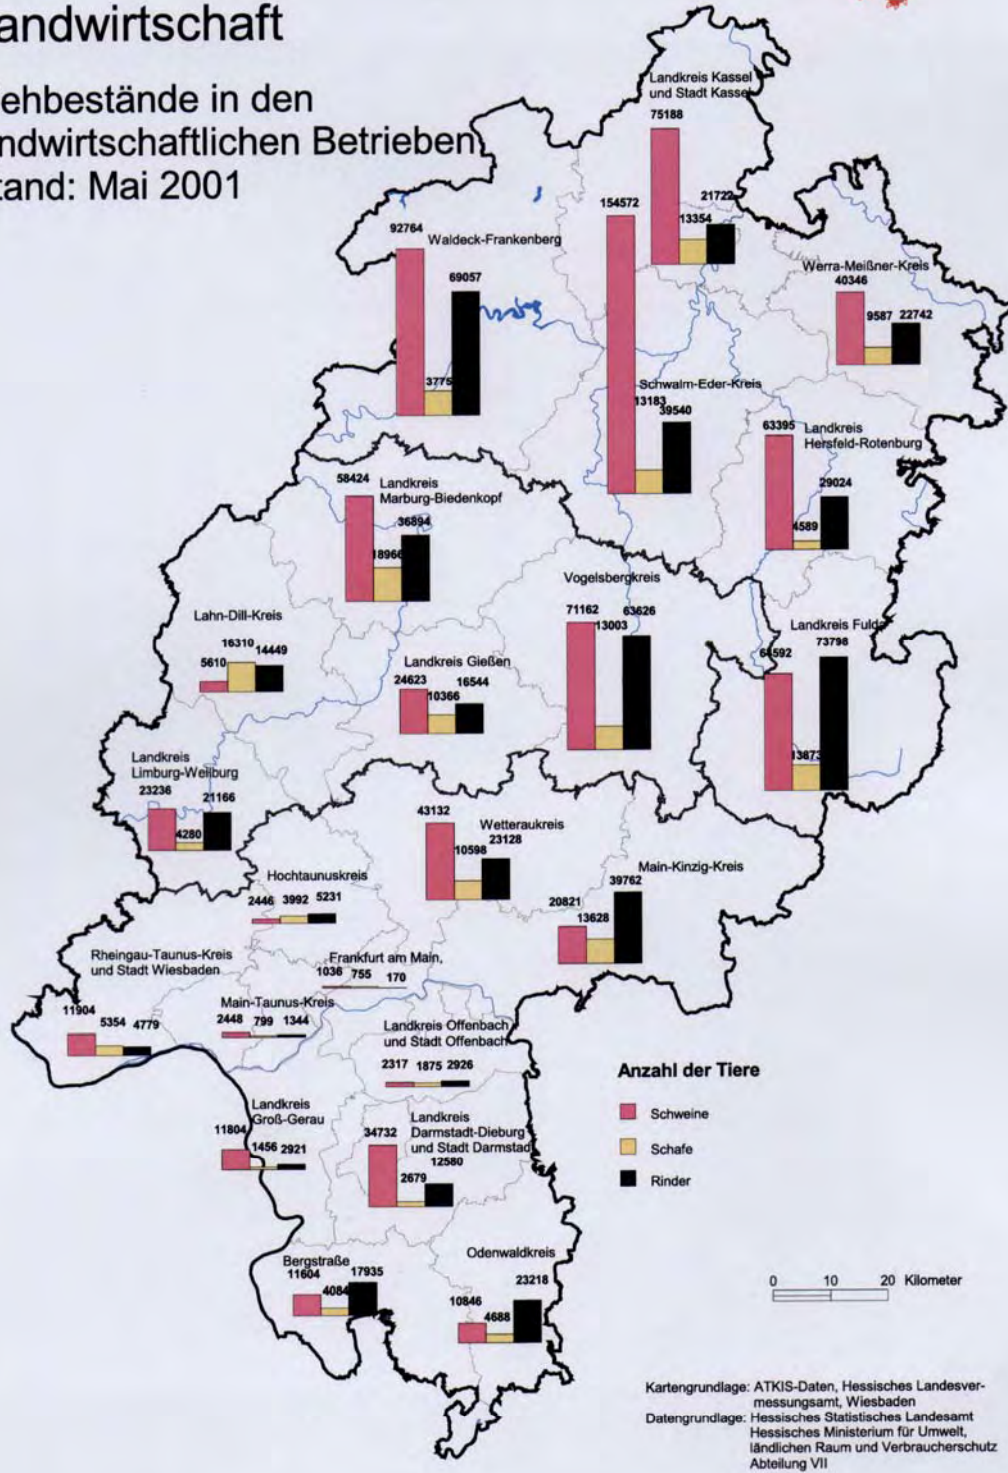 andwirtschaft
ehbestände in den
ndwirtschaftlichen Betrieben
tand: Mai 2001
Landkreis Kassel
und Stadt Kassel
75188
13354
21722
154572
92764
Waldeck-Frankenberg
69057
3775
Werra-Meißner-Kreis
40346
9587 22742
Schwalm-Eder-Kreis
13183
39540
63395
Landkreis
Hersfeld-Rotenburg
29024
4589
58424
Landkreis
Marburg-Biedenkopf
36894
18966
Vogelsbergkreis
71162
13003
63626
Lahn-Dill-Kreis
5610
16310
14449
Landkreis Gießen
24623
10366
16544
Landkreis Fulda
73798
64592
13873
Landkreis
Limburg-Weilburg
23236
4280
21166
43132
Wetteraukreis
10598
23128
Main-Kinzig-Kreis
20821
13628
39762
Hochtaunuskreis
2446 3992 5231
Rheingau-Taunus-Kreis
und Stadt Wiesbaden
11904
5354 4779
Frankfurt am Main,
1036 755 170
Main-Taunus-Kreis
2448 799 1344
Landkreis Offenbach
und Stadt Offenbach
2317 1875 2926
Landkreis
Groß-Gerau
11804
1456 2921
Landkreis
Darmstadt-Dieburg
und Stadt Darmstad
34732
2679
12580
Bergstraße
11604
4084
17935
Odenwaldkreis
10846
4688
23218
Anzahl der Tiere
Schweine
Schafe
Rinder
0 10 20 Kilometer
Kartengrundlage: ATKIS-Daten, Hessisches Landesver-
messungsamt, Wiesbaden
Datengrundlage: Hessisches Statistisches Landesamt
Hessisches Ministerium für Umwelt,
ländlichen Raum und Verbraucherschutz
Abteilung VII